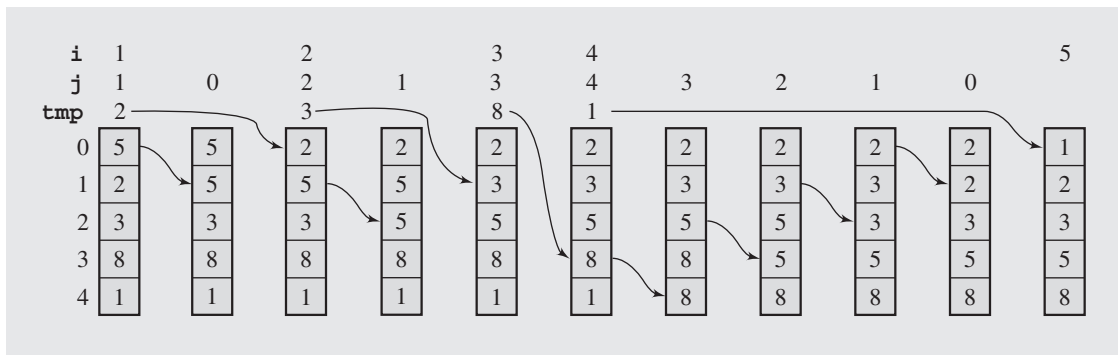 i 1 2 3 4 5
j 1 0 2 1 3 4 3 2 1 0
tmp 2 3 8 1
0 5 5 2 2 2 2 2 2 2 2 1
1 2 5 5 5 3 3 3 3 3 2 2
2 3 3 3 5 5 5 5 5 3 3 3
3 8 8 8 8 8 8 8 5 5 5 5
4 1 1 1 1 1 1 8 8 8 8 8